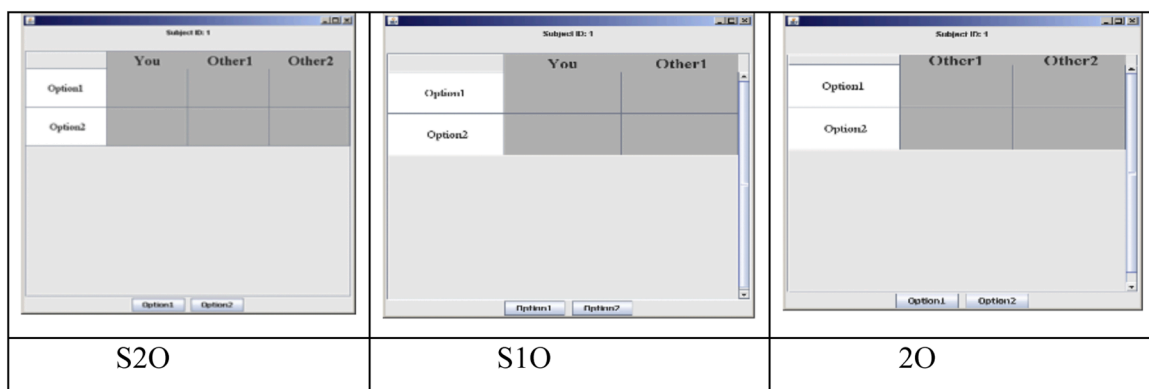 Subject ID: 1
You Other1 Other2
Option1
Option2
Option1 Option2
Subject ID: 1
You Other1
Option1
Option2
Option1 Option2
Subject ID: 1
Other1 Other2
Option1
Option2
Option1 Option2
S2O S1O 2O